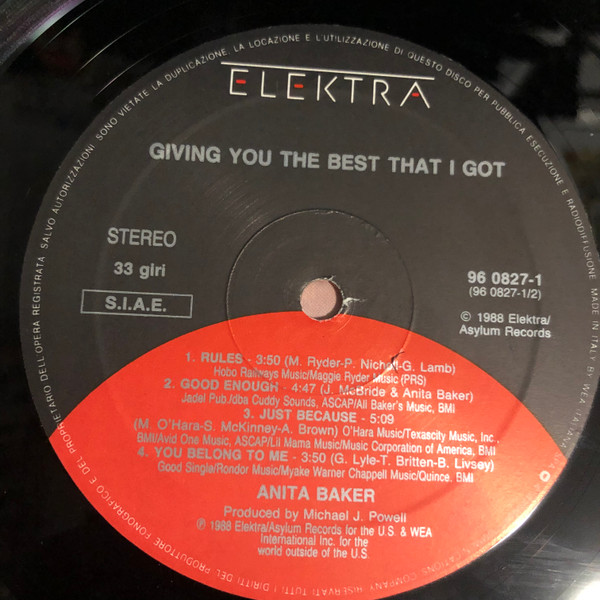 SONO VIETATE LA DUPLICAZIONE, LA LOCAZIONE E L'UTILIZZAZIONE DI QUESTO DISCO PER PUBBLICA ESECUZIONE E RADIODIFFUSIONE MADE IN ITALY BY WEA ITALIANA
ELEKTRA
GIVING YOU THE BEST THAT I GOT
STEREO
33 giri
S.I.A.E.
96 0827-1
(96 0827-1/2)
© 1988 Elektra/
Asylum Records
1. RULES - 3:50 (M. Ryder-P. Nichol-G. Lamb)
Hobo Railways Music/Maggie Ryder Music (PRS)
2. GOOD ENOUGH - 4:47 (J. McBride & Anita Baker)
Jadel Pub./dba Cuddy Sounds, ASCAP/All Baker's Music, BMI
3. JUST BECAUSE - 5:09
(M. O'Hara-S. McKinney-A. Brown) O'Hara Music/Texascity Music, Inc.,
BMI/Avid One Music, ASCAP/Lil Mama Music/Music Corporation of America, BMI
4. YOU BELONG TO ME - 3:50 (G. Lyle-T. Britten-B. Livsey)
Good Single/Rondor Music/Myake Warner Chappell Music/Quince. BMI
ANITA BAKER
Produced by Michael J. Powell
℗ 1988 Elektra/Asylum Records for the U.S. & WEA
International Inc. for the
world outside of the U.S.
TUTTI I DIRITTI DEL PRODUTTORE FONOGRAFICO E DEL PROPRIETARIO DELL'OPERA REGISTRATA. SALVO AUTORIZZAZIONI